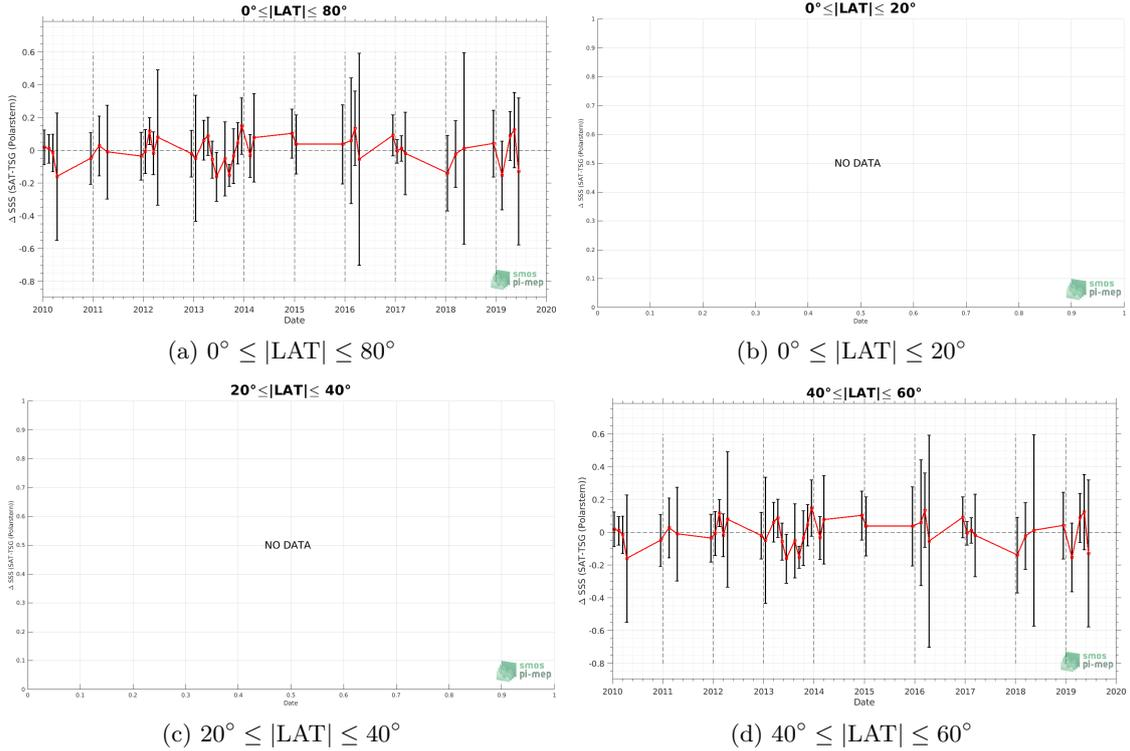 0°≤|LAT|≤ 80°
Δ SSS (SAT-TSG (Polarstern))
0.6
0.4
0.2
0
-0.2
-0.4
-0.6
-0.8
2010 2011 2012 2013 2014 2015 2016 2017 2018 2019 2020
Date
smos
pi-mep
(a) 0° ≤ |LAT| ≤ 80°
0°≤|LAT|≤ 20°
Δ SSS (SAT-TSG (Polarstern))
1
0.9
0.8
0.7
0.6
0.5
0.4
0.3
0.2
0.1
0
NO DATA
0 0.1 0.2 0.3 0.4 0.5 0.6 0.7 0.8 0.9 1
Date
smos
pi-mep
(b) 0° ≤ |LAT| ≤ 20°
20°≤|LAT|≤ 40°
Δ SSS (SAT-TSG (Polarstern))
1
0.9
0.8
0.7
0.6
0.5
0.4
0.3
0.2
0.1
0
NO DATA
0 0.1 0.2 0.3 0.4 0.5 0.6 0.7 0.8 0.9 1
Date
smos
pi-mep
(c) 20° ≤ |LAT| ≤ 40°
40°≤|LAT|≤ 60°
Δ SSS (SAT-TSG (Polarstern))
0.6
0.4
0.2
0
-0.2
-0.4
-0.6
-0.8
2010 2011 2012 2013 2014 2015 2016 2017 2018 2019 2020
Date
smos
pi-mep
(d) 40° ≤ |LAT| ≤ 60°